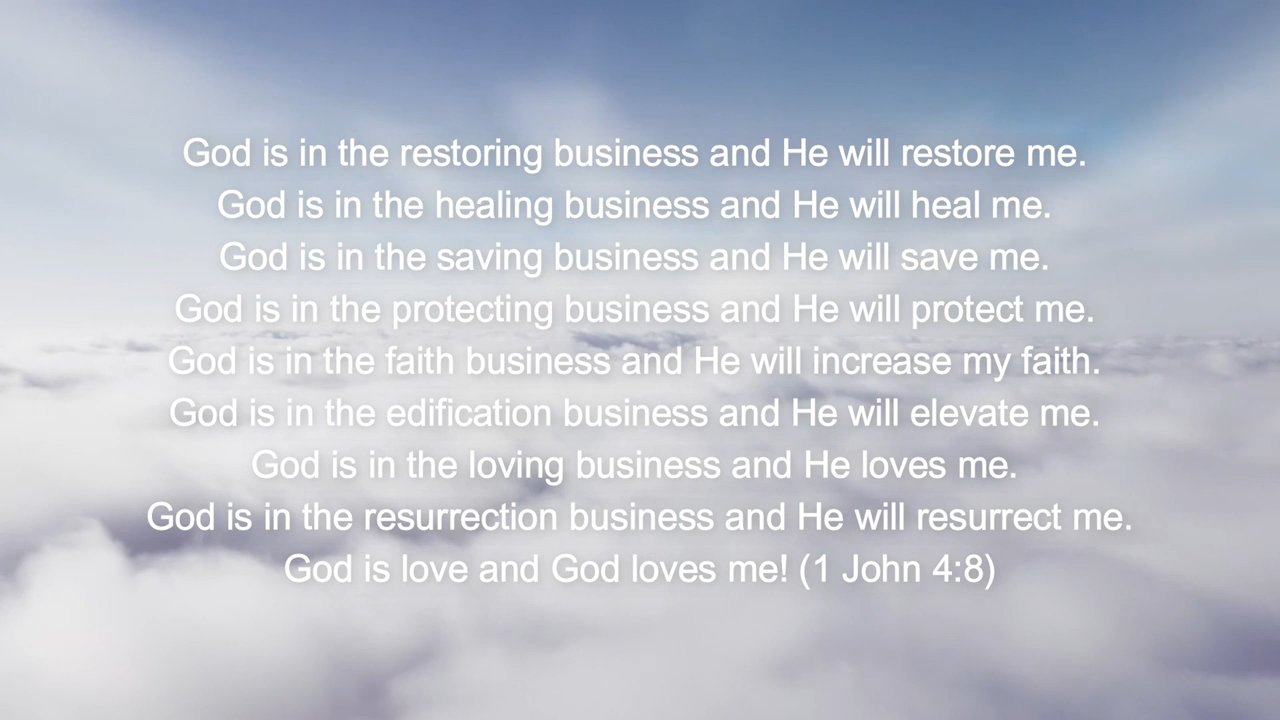 God is in the restoring business and He will restore me.
God is in the healing business and He will heal me.
God is in the saving business and He will save me.
God is in the protecting business and He will protect me.
God is in the faith business and He will increase my faith.
God is in the edification business and He will elevate me.
God is in the loving business and He loves me.
God is in the resurrection business and He will resurrect me.
God is love and God loves me! (1 John 4:8)